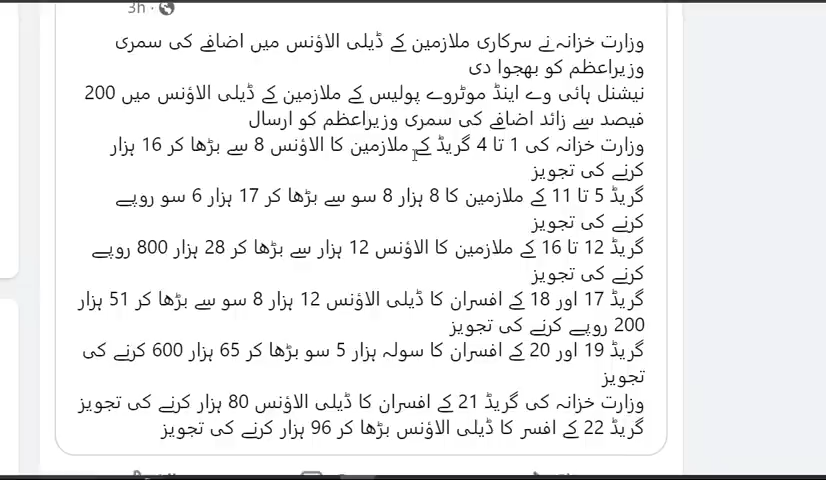 3h ·
وزارت خزانہ نے سرکاری ملازمین کے ڈیلی الاؤنس میں اضافے کی سمری
وزیراعظم کو بھجوا دی
نیشنل ہائی وے اینڈ موٹروے پولیس کے ملازمین کے ڈیلی الاؤنس میں 200
فیصد سے زائد اضافے کی سمری وزیراعظم کو ارسال
وزارت خزانہ کی 1 تا 4 گریڈ کے ملازمین کا الاؤنس 8 سے بڑھا کر 16 ہزار
کرنے کی تجویز
گریڈ 5 تا 11 کے ملازمین کا 8 ہزار 8 سو سے بڑھا کر 17 ہزار 6 سو روپے
کرنے کی تجویز
گریڈ 12 تا 16 کے ملازمین کا الاؤنس 12 ہزار سے بڑھا کر 28 ہزار 800 روپے
کرنے کی تجویز
گریڈ 17 اور 18 کے افسران کا ڈیلی الاؤنس 12 ہزار 8 سو سے بڑھا کر 51 ہزار
200 روپے کرنے کی تجویز
گریڈ 19 اور 20 کے افسران کا سولہ ہزار 5 سو بڑھا کر 65 ہزار 600 کرنے کی
تجویز
وزارت خزانہ کی گریڈ 21 کے افسران کا ڈیلی الاؤنس 80 ہزار کرنے کی تجویز
گریڈ 22 کے افسر کا ڈیلی الاؤنس بڑھا کر 96 ہزار کرنے کی تجویز